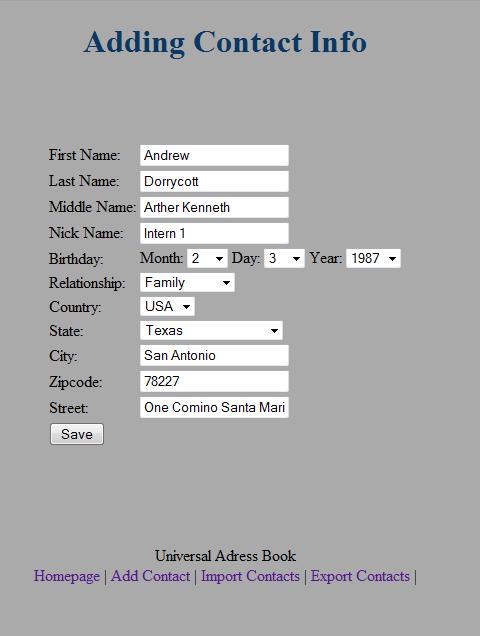 Adding Contact Info
First Name: Andrew
Last Name: Dorrycott
Middle Name: Arther Kenneth
Nick Name: Intern 1
Birthday: Month: 2 Day: 3 Year: 1987
Relationship: Family
Country: USA
State: Texas
City: San Antonio
Zipcode: 78227
Street: One Comino Santa Mari
Save
Universal Adress Book
Homepage | Add Contact | Import Contacts | Export Contacts |